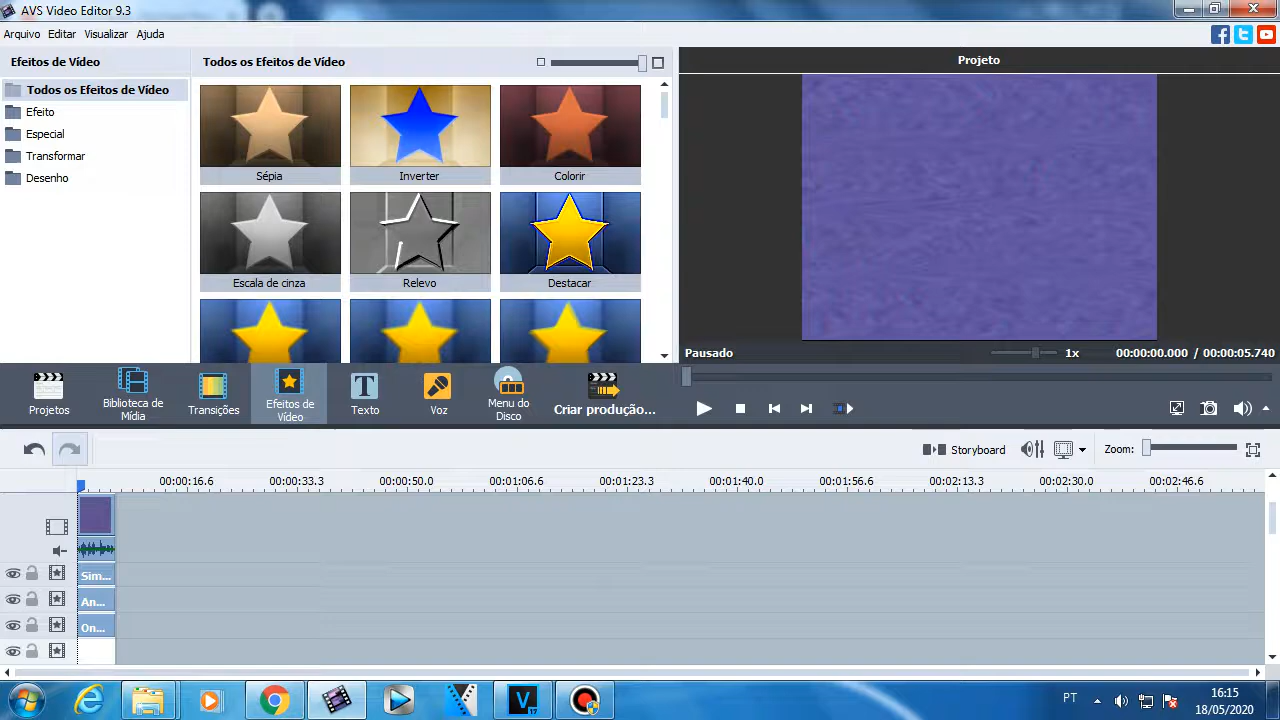 AVS Video Editor 9.3
Arquivo Editar Visualizar Ajuda
Efeitos de Vídeo
Todos os Efeitos de Vídeo
Efeito
Especial
Transformar
Desenho
Todos os Efeitos de Vídeo
Sépia
Inverter
Colorir
Escala de cinza
Relevo
Destacar
Projeto
Pausado
1x
00:00:00.000 / 00:00:05.740
Projetos
Biblioteca de
Mídia
Transições
Efeitos de
Vídeo
Texto
Voz
Menu do
Disco
Criar produção...
Storyboard
Zoom:
00:00:16.6 00:00:33.3 00:00:50.0 00:01:06.6 00:01:23.3 00:01:40.0 00:01:56.6 00:02:13.3 00:02:30.0 00:02:46.6
Sim...
An...
On...
V
17
PT
16:15
18/05/2020